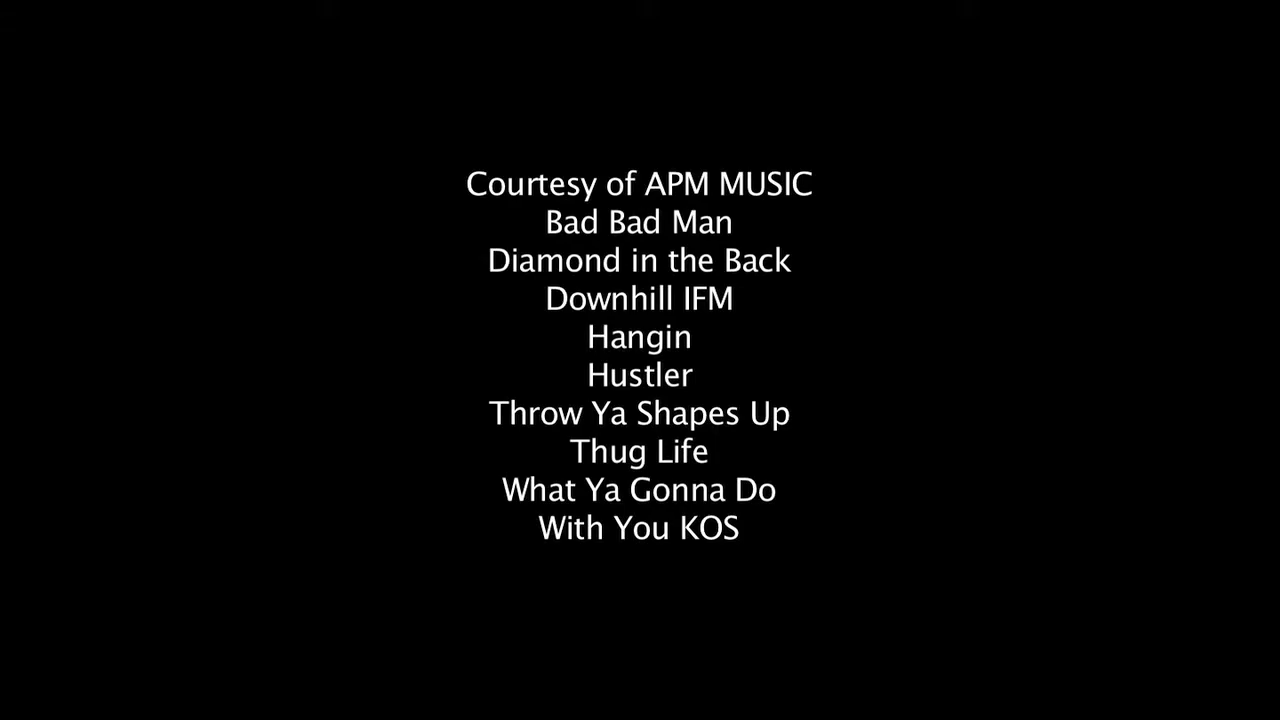 Courtesy of APM MUSIC
Bad Bad Man
Diamond in the Back
Downhill IFM
Hangin
Hustler
Throw Ya Shapes Up
Thug Life
What Ya Gonna Do
With You KOS